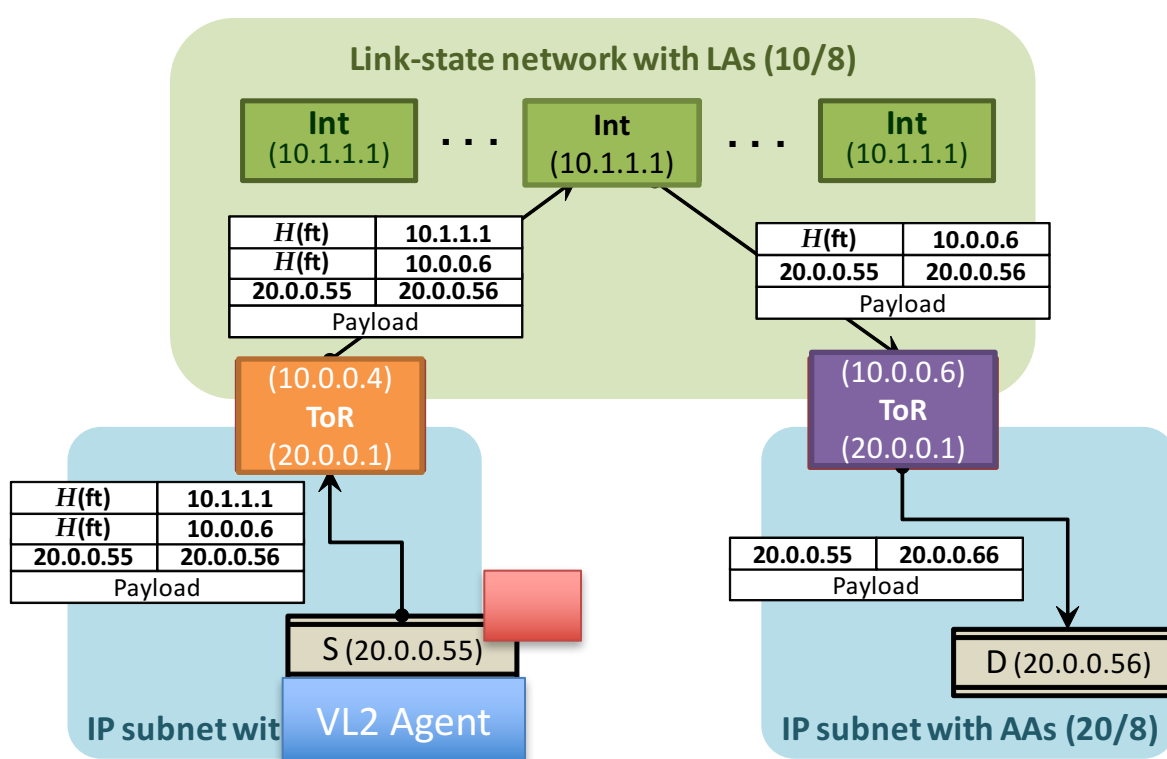 Link-state network with LAs (10/8)
Int
(10.1.1.1)
. . .
Int
(10.1.1.1)
. . .
Int
(10.1.1.1)
H(ft) 10.1.1.1
H(ft) 10.0.0.6
20.0.0.55 20.0.0.56
Payload
H(ft) 10.0.0.6
20.0.0.55 20.0.0.56
Payload
(10.0.0.4)
ToR
(20.0.0.1)
(10.0.0.6)
ToR
(20.0.0.1)
H(ft) 10.1.1.1
H(ft) 10.0.0.6
20.0.0.55 20.0.0.56
Payload
20.0.0.55 20.0.0.66
Payload
S (20.0.0.55)
D (20.0.0.56)
VL2 Agent
IP subnet wit
IP subnet with AAs (20/8)